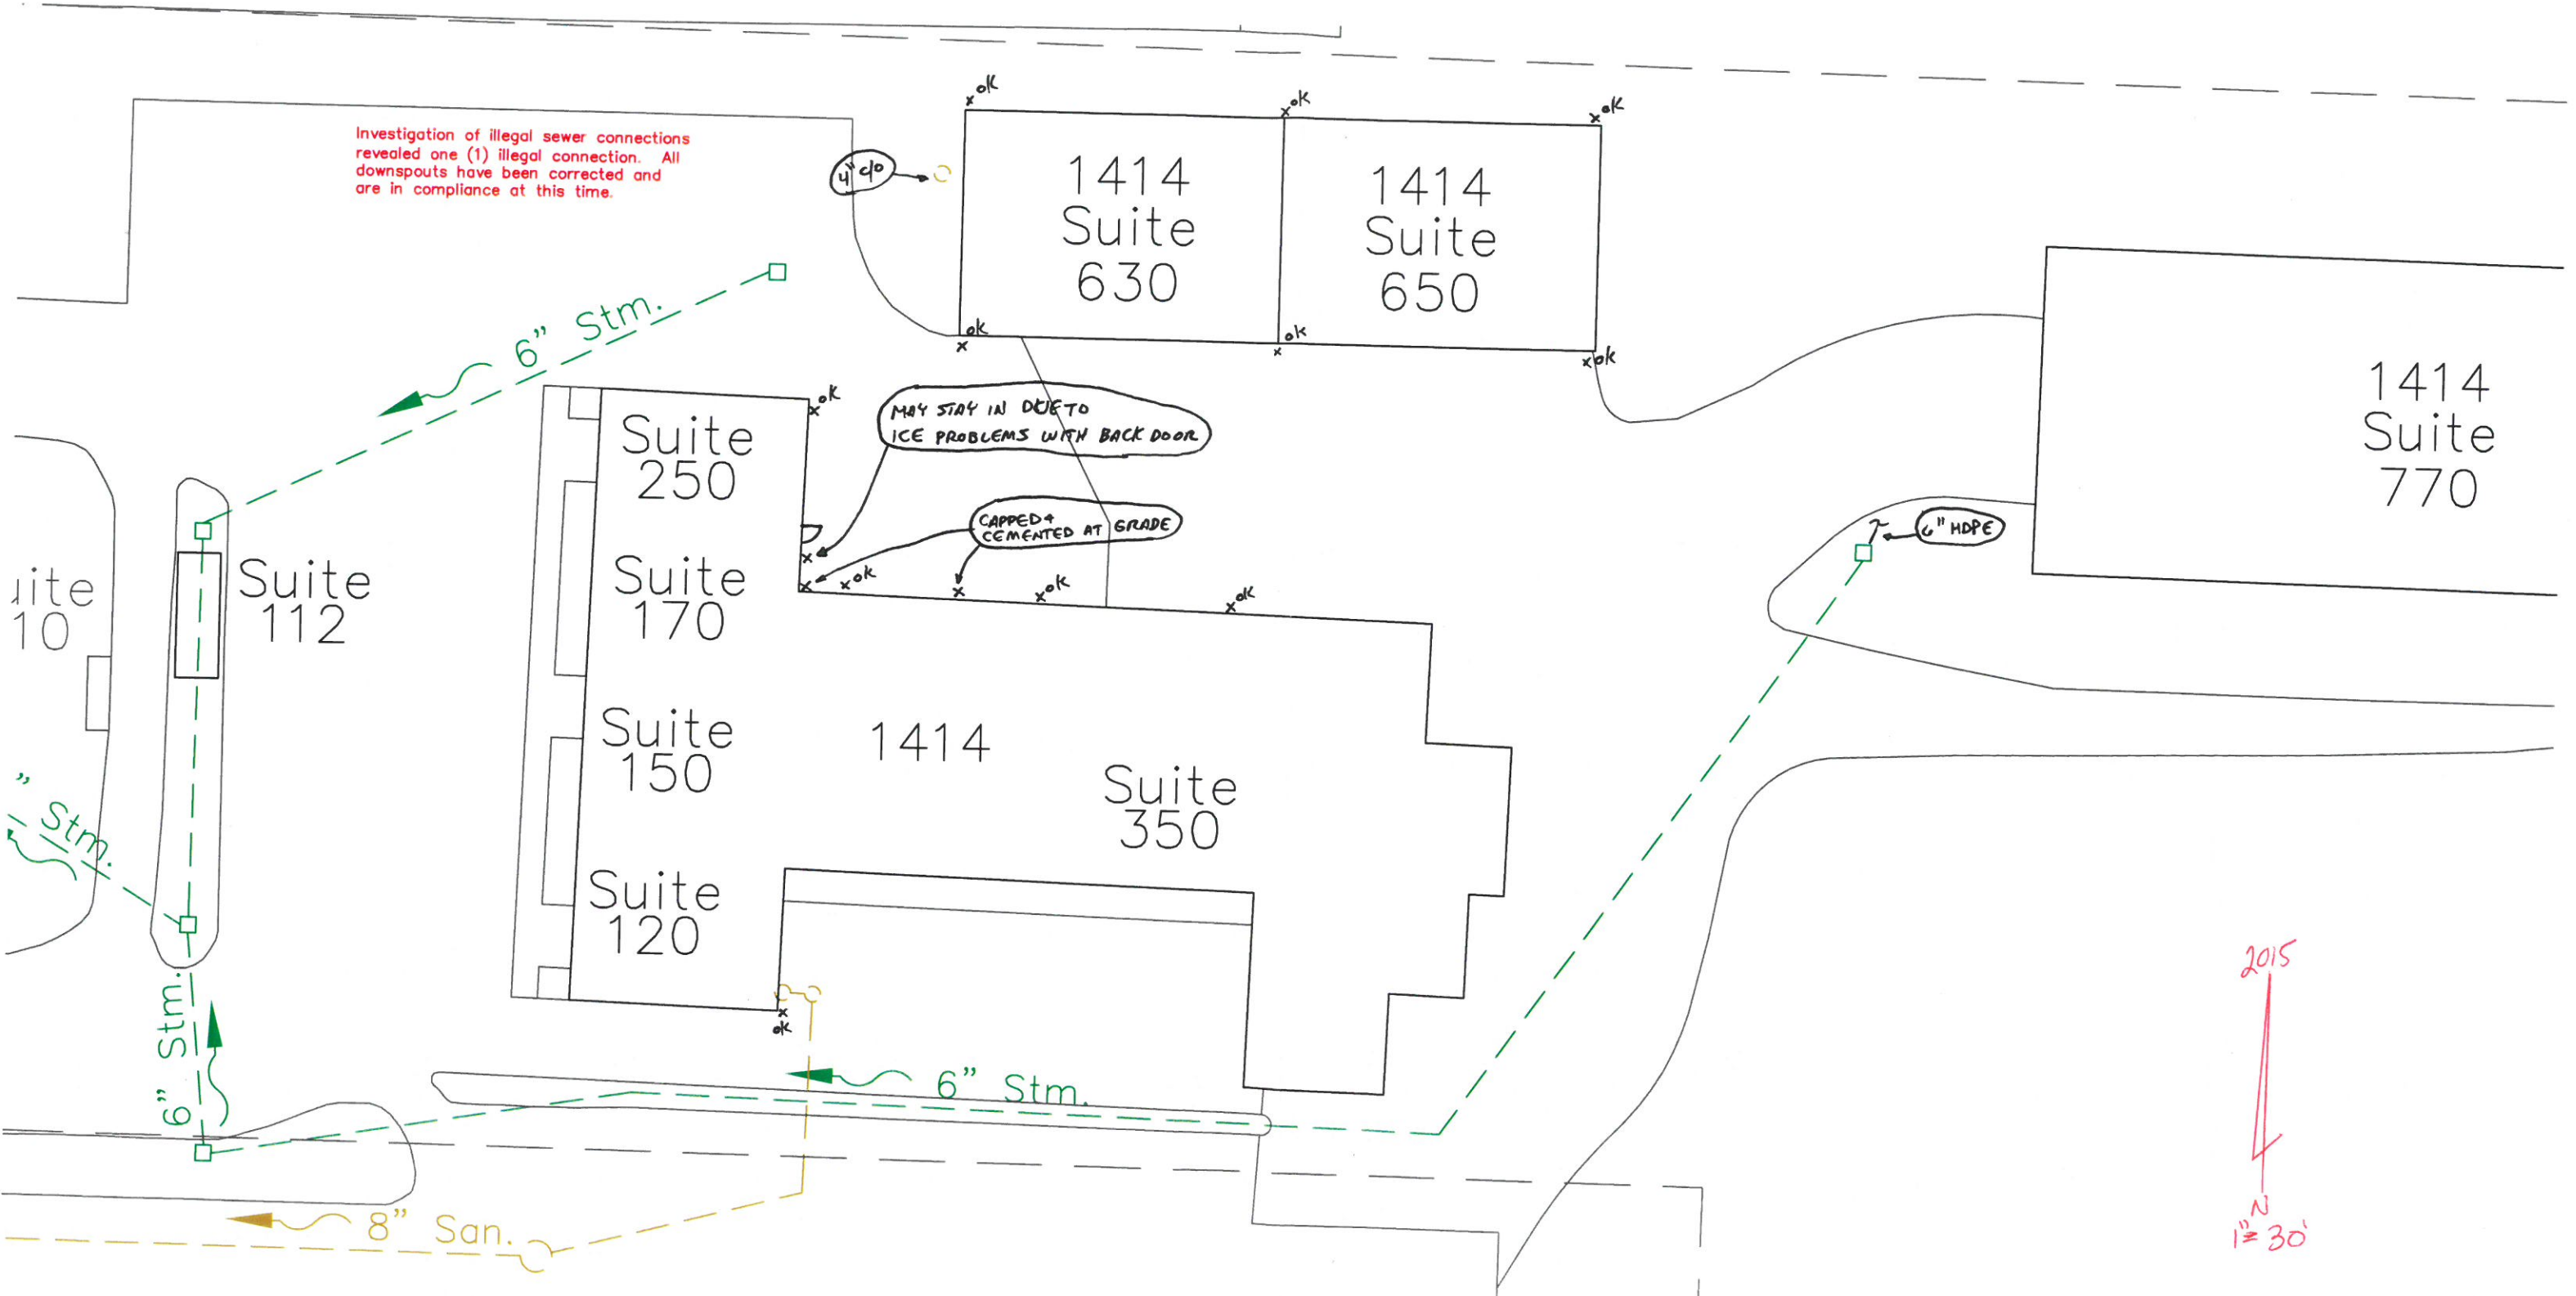 ok
ok
ok
Investigation of illegal sewer connections
revealed one (1) illegal connection. All
downspouts have been corrected and
are in compliance at this time.
4" c/o
1414
Suite
630
1414
Suite
650
6" Stm.
ok
ok
ok
1414
Suite
770
ok
MAY STAY IN DUE TO
ICE PROBLEMS WITH BACK DOOR
Suite
250
CAPPED &
CEMENTED AT GRADE
6" HDPE
Suite
112
Suite
170
ok
ok
ok
10
Suite
150
1414
Suite
350
" Stm.
Suite
120
ok
6" Stm.
6" Stm.
8" San.
2015
N
1"= 30'